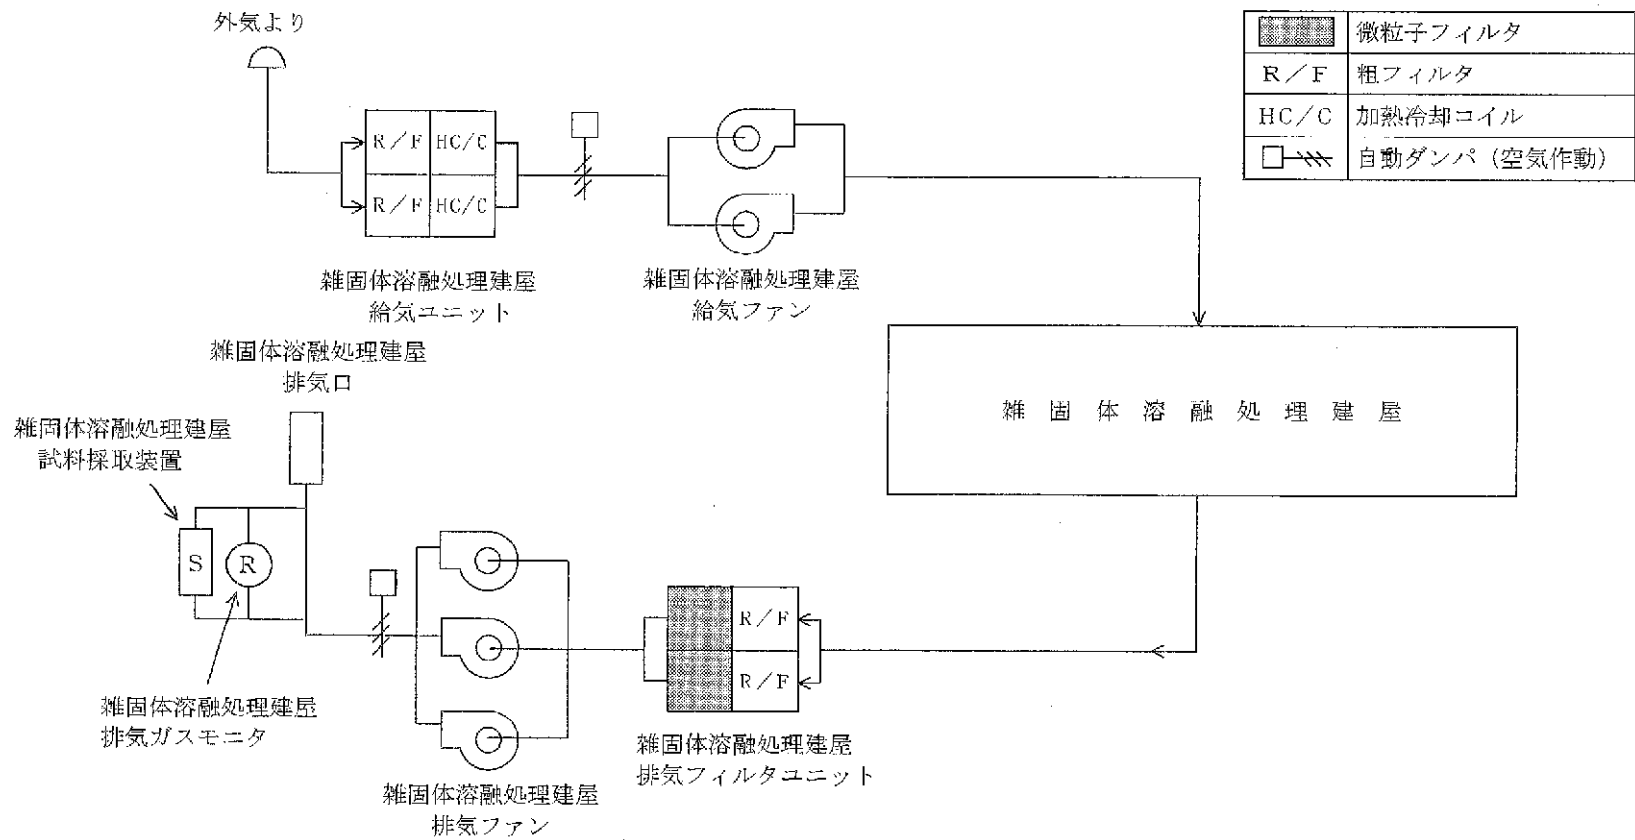 外気より
微粒子フィルタ
R/F 粗フィルタ
HC/C 加熱冷却コイル
自動ダンパ(空気作動)
R/F HC/C
R/F HC/C
雑固体溶融処理建屋
給気ユニット
雑固体溶融処理建屋
給気ファン
雑固体溶融処理建屋
排気口
雑固体溶融処理建屋
雑固体溶融処理建屋
試料採取装置
S
R
R/F
R/F
雑固体溶融処理建屋
排気ガスモニタ
雑固体溶融処理建屋
排気ファン
雑固体溶融処理建屋
排気フィルタユニット